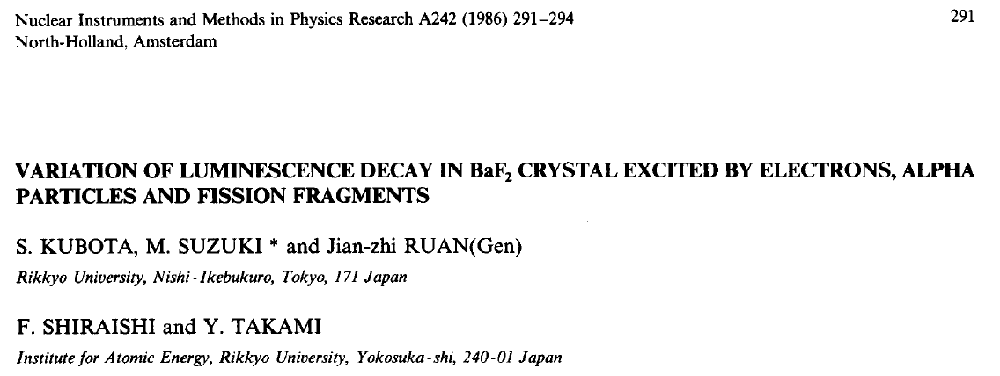 Nuclear Instruments and Methods in Physics Research A242 (1986) 291–294
291
North-Holland, Amsterdam
VARIATION OF LUMINESCENCE DECAY IN BaF₂ CRYSTAL EXCITED BY ELECTRONS, ALPHA
PARTICLES AND FISSION FRAGMENTS
S. KUBOTA, M. SUZUKI * and Jian-zhi RUAN(Gen)
Rikkyo University, Nishi-Ikebukuro, Tokyo, 171 Japan
F. SHIRAISHI and Y. TAKAMI
Institute for Atomic Energy, Rikkyo University, Yokosuka-shi, 240-01 Japan